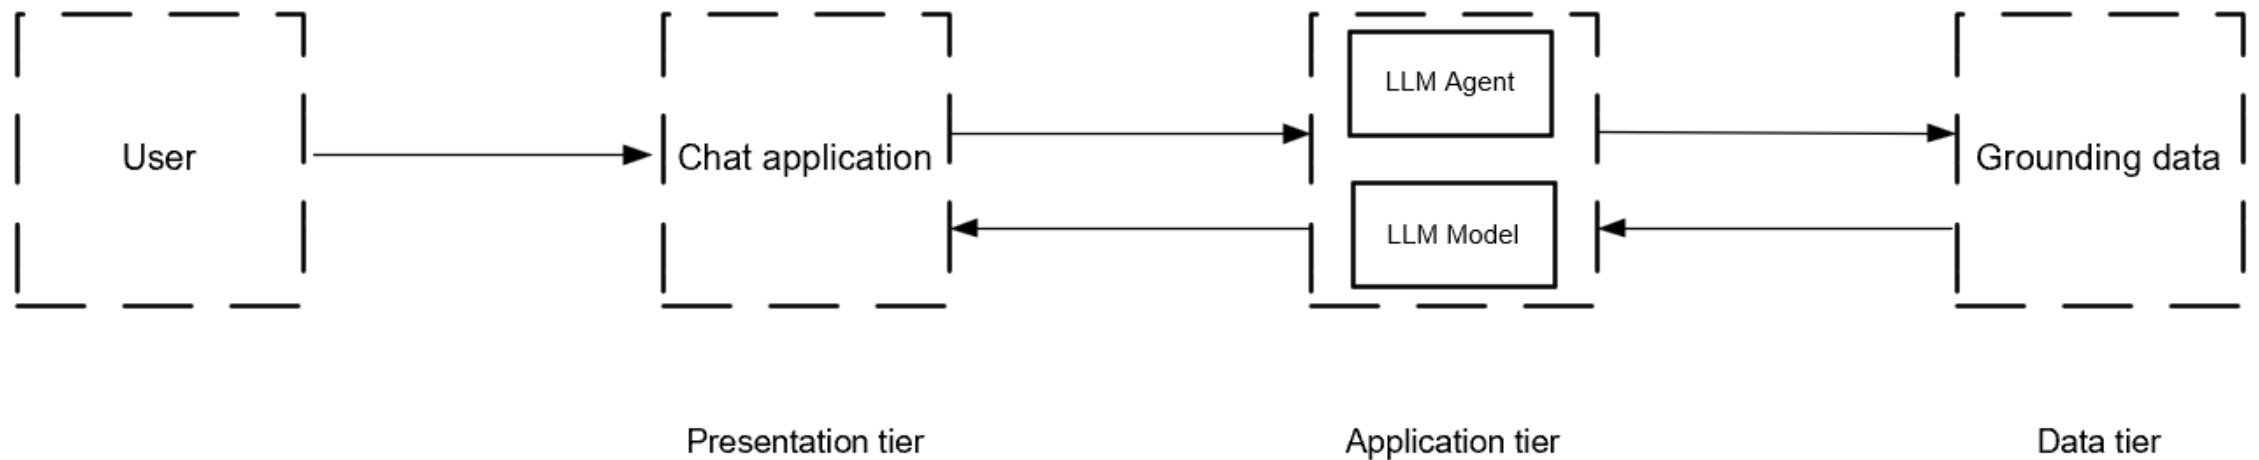 User
Chat application
LLM Agent
LLM Model
Grounding data
Presentation tier
Application tier
Data tier